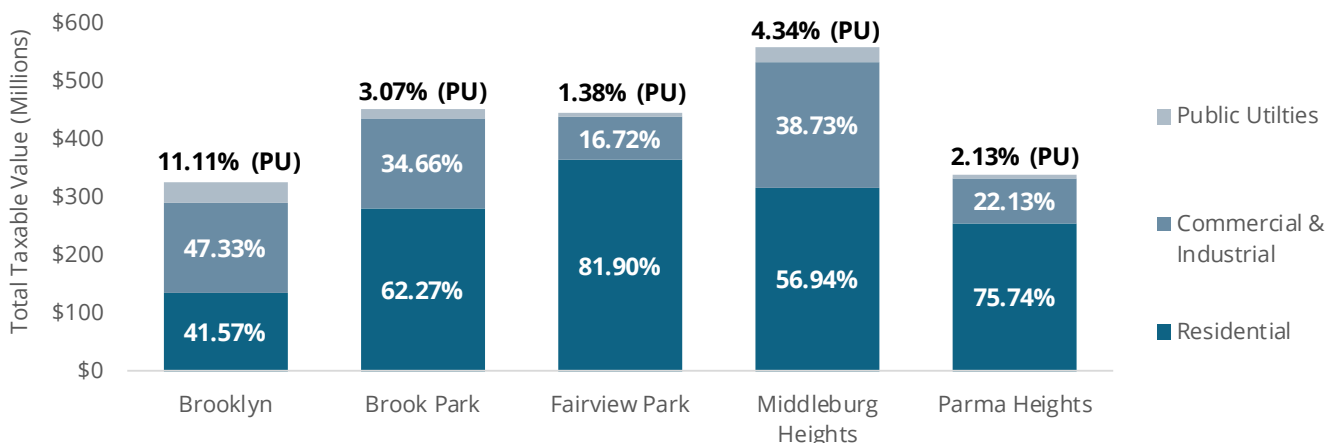 Total Taxable Value (Millions)
$600
$500
$400
$300
$200
$100
$0
11.11% (PU)
47.33%
41.57%
3.07% (PU)
34.66%
62.27%
1.38% (PU)
16.72%
81.90%
4.34% (PU)
38.73%
56.94%
2.13% (PU)
22.13%
75.74%
Brooklyn
Brook Park
Fairview Park
Middleburg
Heights
Parma Heights
Public Utilties
Commercial &
Industrial
Residential